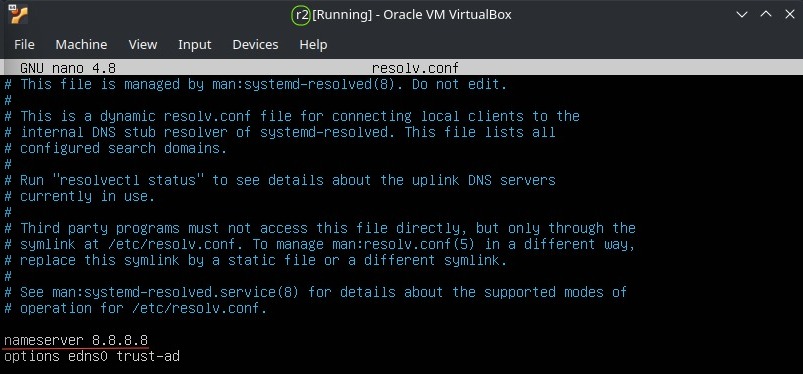 r2 [Running] - Oracle VM VirtualBox
File Machine View Input Devices Help
GNU nano 4.8 resolv.conf
# This file is managed by man:systemd-resolved(8). Do not edit.
#
# This is a dynamic resolv.conf file for connecting local clients to the
# internal DNS stub resolver of systemd-resolved. This file lists all
# configured search domains.
#
# Run "resolvectl status" to see details about the uplink DNS servers
# currently in use.
#
# Third party programs must not access this file directly, but only through the
# symlink at /etc/resolv.conf. To manage man:resolv.conf(5) in a different way,
# replace this symlink by a static file or a different symlink.
#
# See man:systemd-resolved.service(8) for details about the supported modes of
# operation for /etc/resolv.conf.
nameserver 8.8.8.8
options edns0 trust-ad